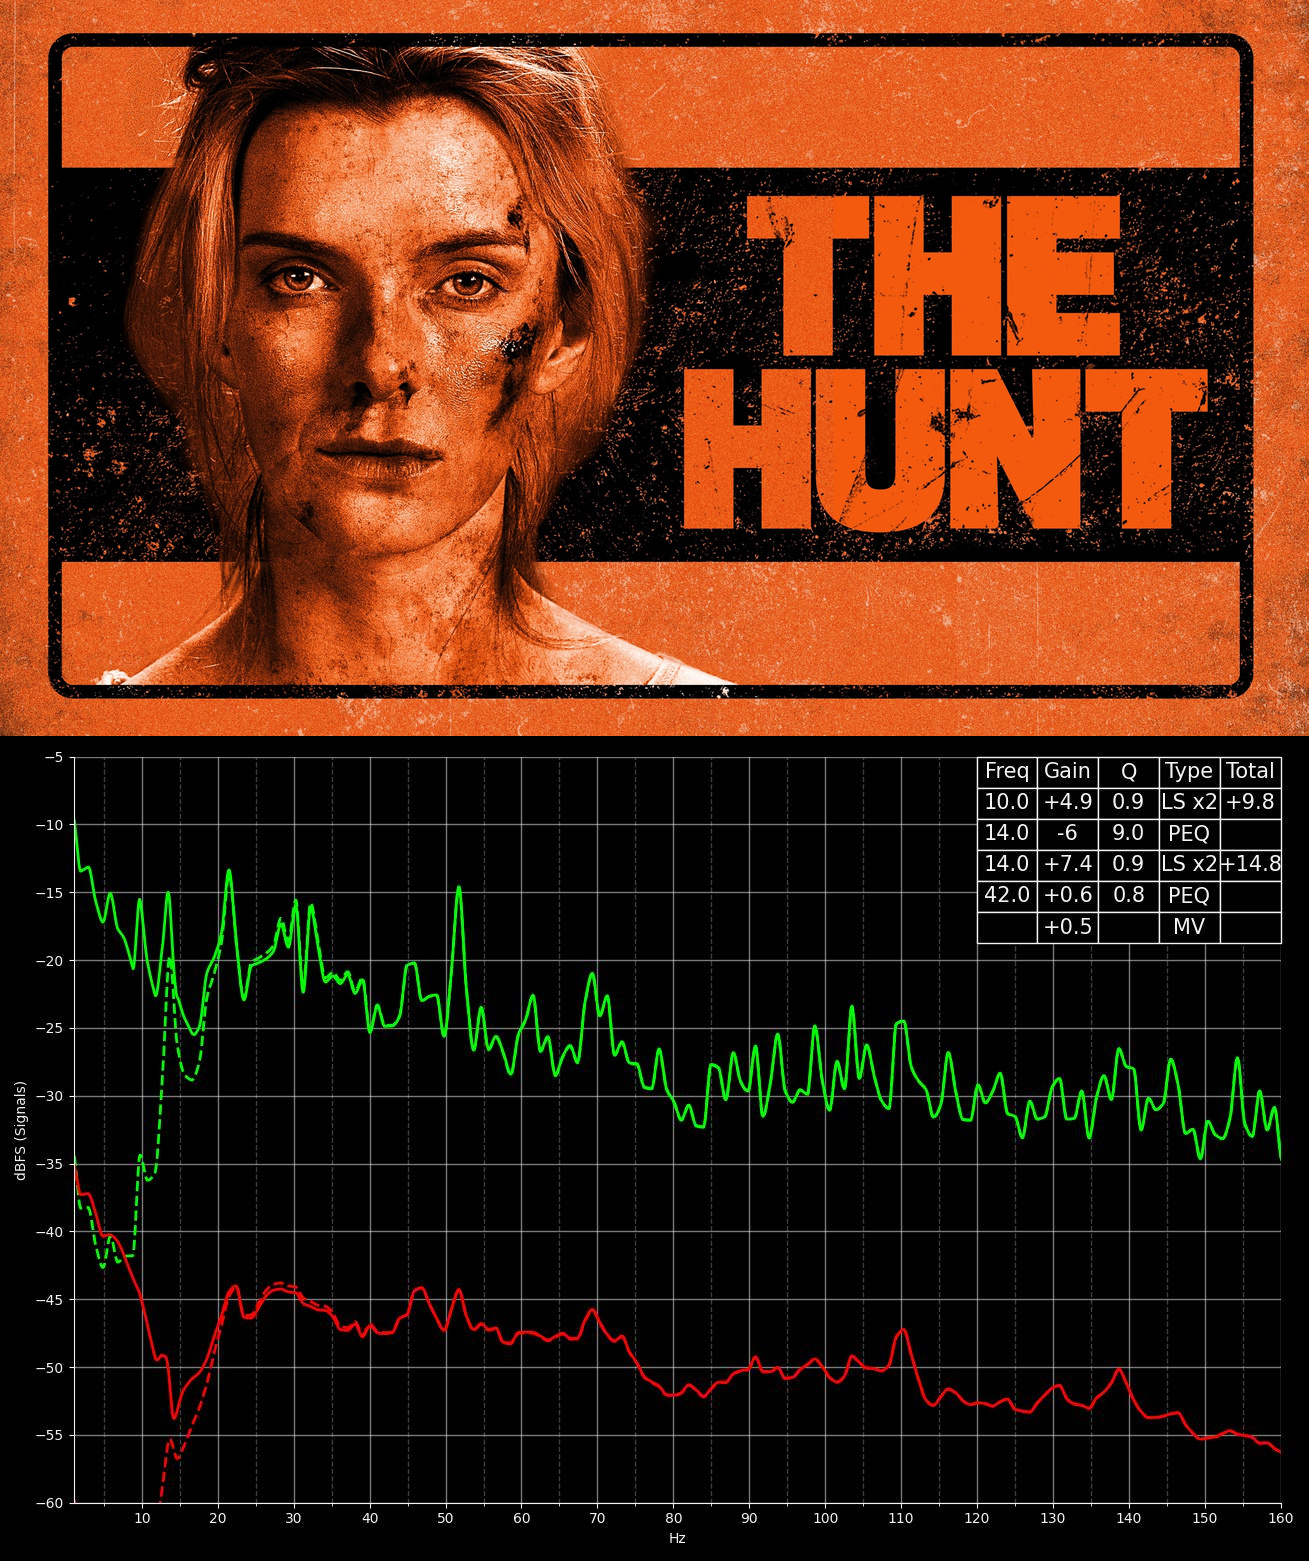 THE
HUNT
Freq Gain Q Type Total
10.0 +4.9 0.9 LS x2 +9.8
14.0 -6 9.0 PEQ
14.0 +7.4 0.9 LS x2 +14.8
42.0 +0.6 0.8 PEQ
+0.5 MV
−5
−10
−15
−20
−25
−30
−35
−40
−45
−50
−55
−60
dBFS (Signals)
10 20 30 40 50 60 70 80 90 100 110 120 130 140 150 160
Hz